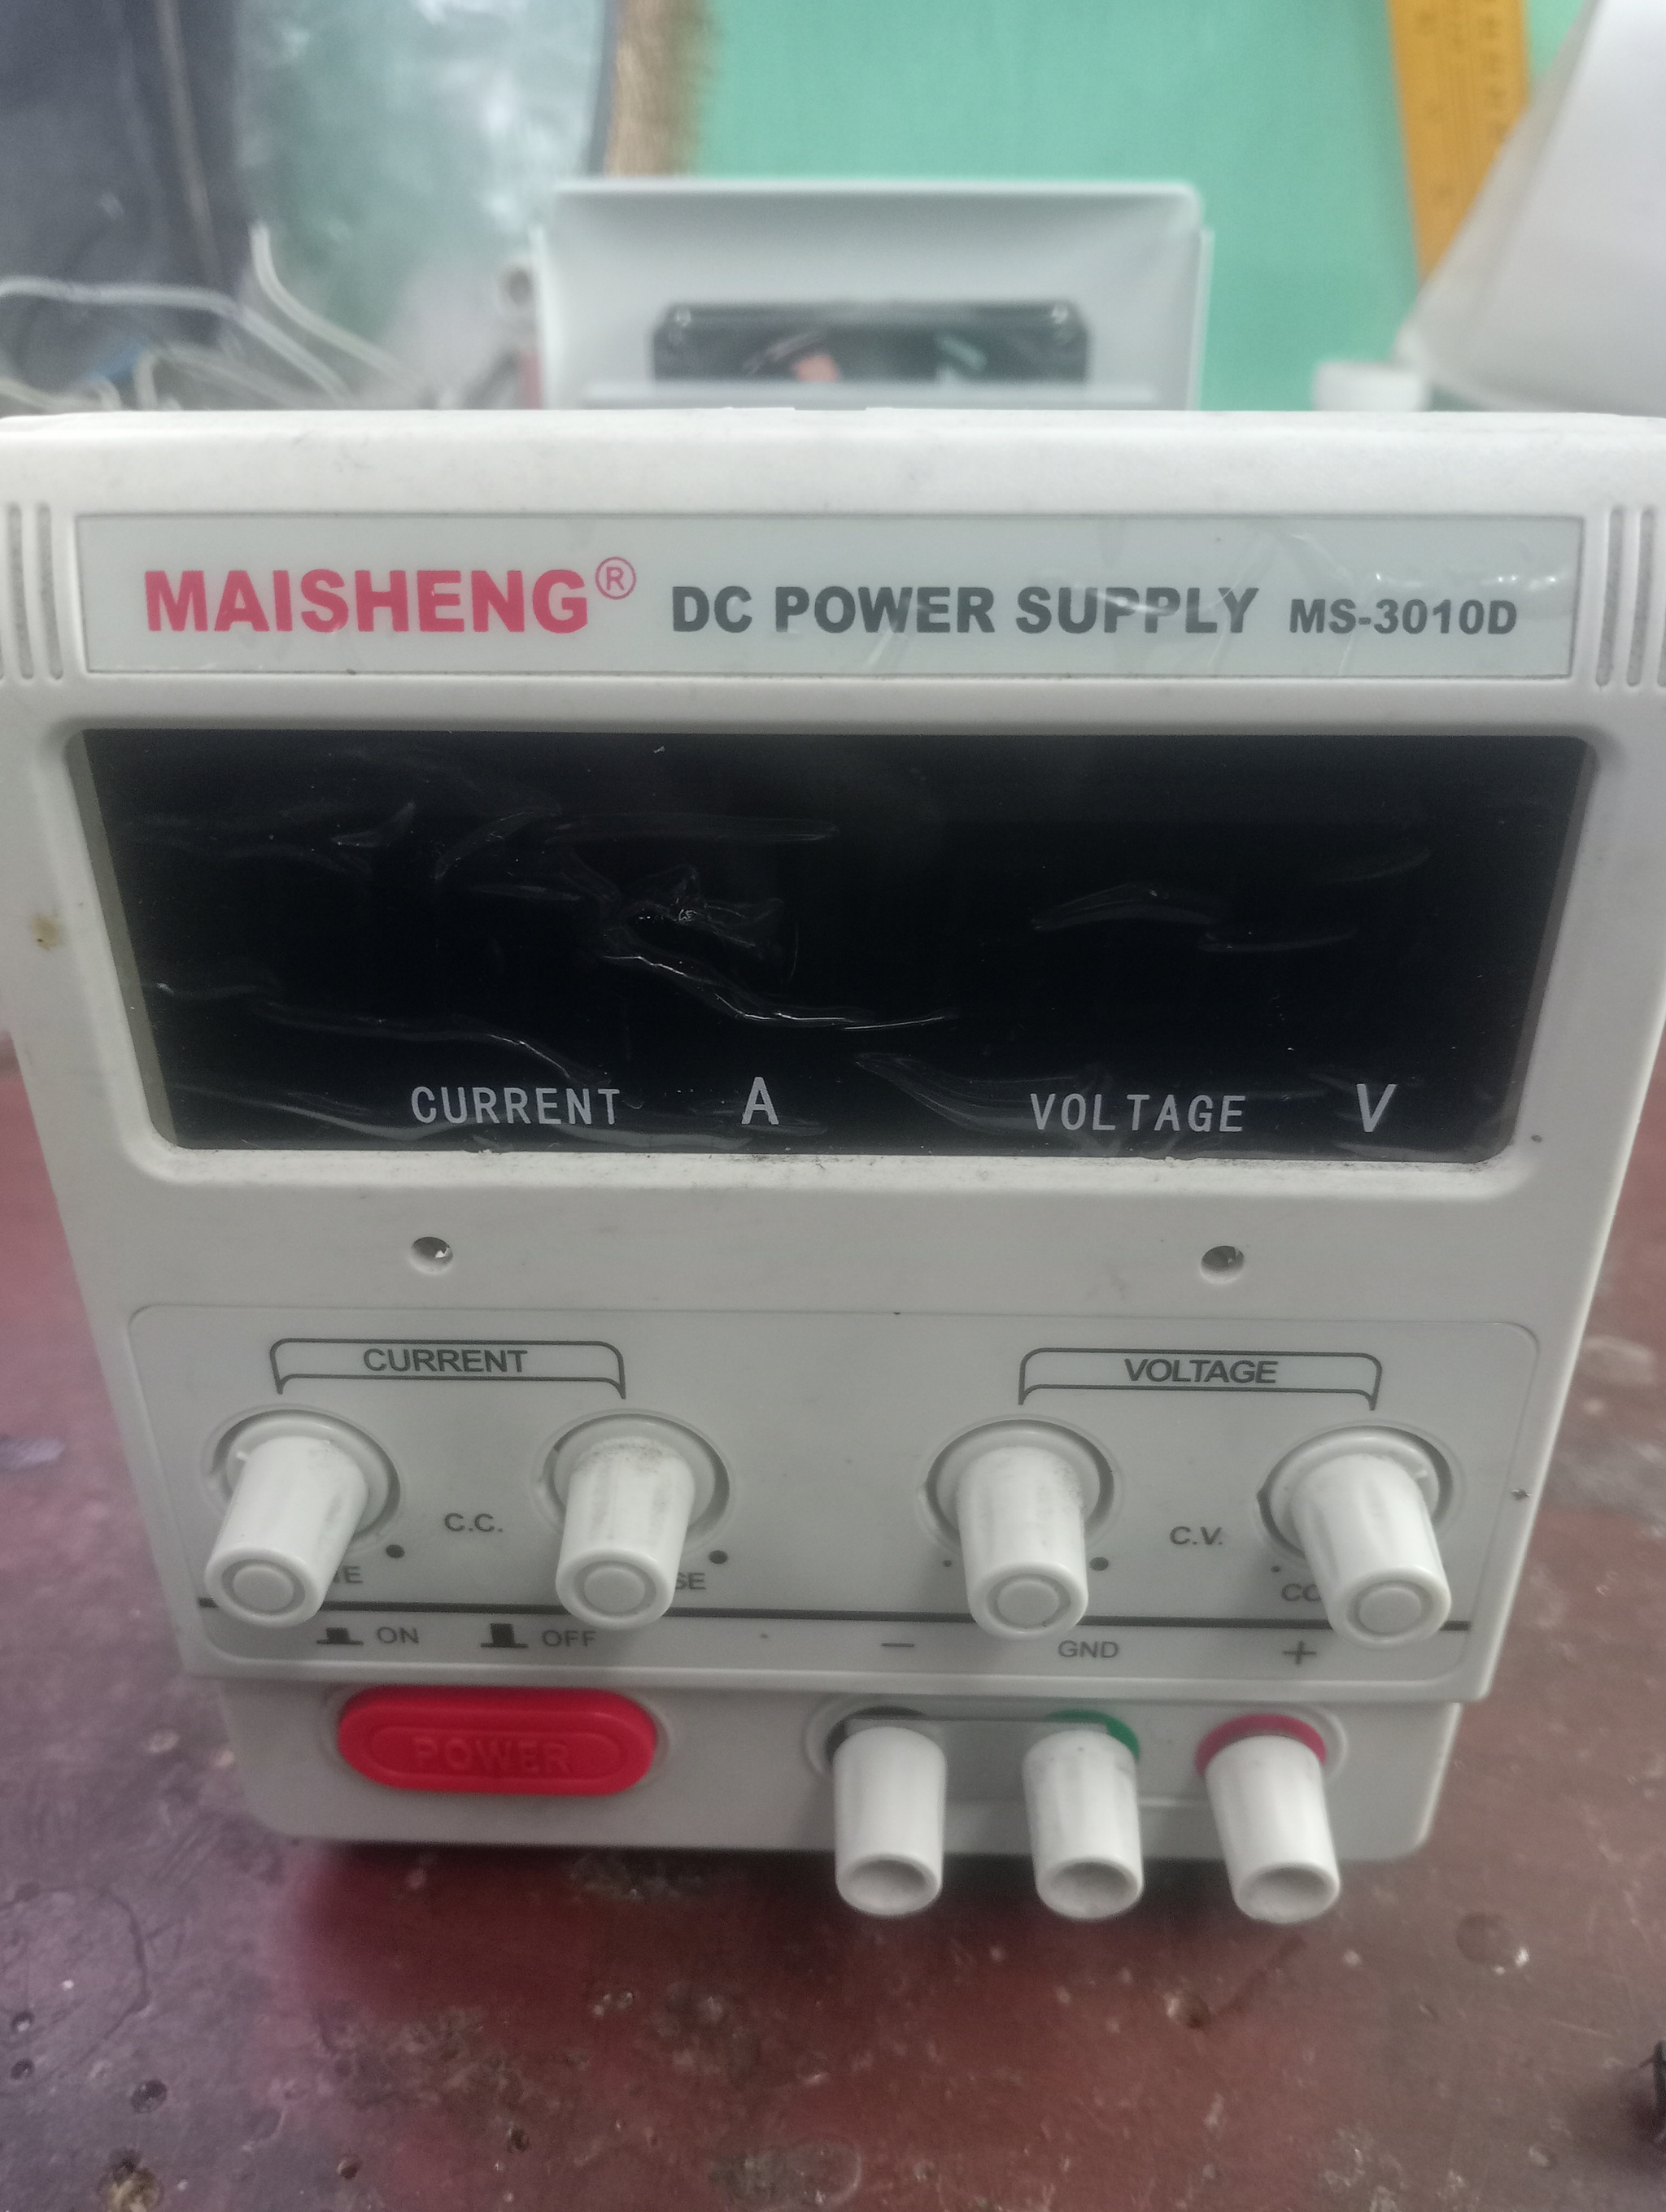 MAISHENG® DC POWER SUPPLY MS-3010D
CURRENT A VOLTAGE V
CURRENT VOLTAGE
C.C. C.V.
ON OFF — GND +
POWER